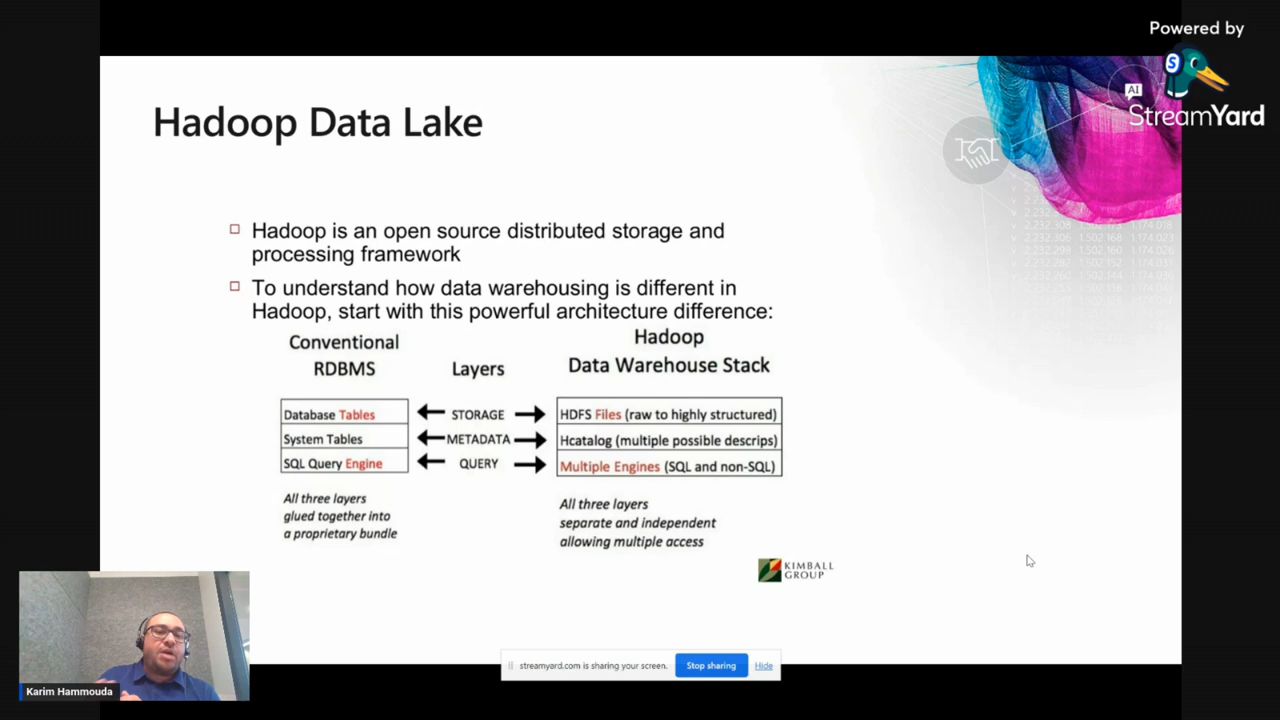 Powered by
S
AI
StreamYard
Hadoop Data Lake
Hadoop is an open source distributed storage and
processing framework
To understand how data warehousing is different in
Hadoop, start with this powerful architecture difference:
Conventional
RDBMS
Layers
Hadoop
Data Warehouse Stack
Database Tables
STORAGE
HDFS Files (raw to highly structured)
System Tables
METADATA
Hcatalog (multiple possible descrips)
SQL Query Engine
QUERY
Multiple Engines (SQL and non-SQL)
All three layers
glued together into
a proprietary bundle
All three layers
separate and independent
allowing multiple access
KIMBALL
GROUP
Karim Hammouda
streamyard.com is sharing your screen.
Stop sharing
Hide